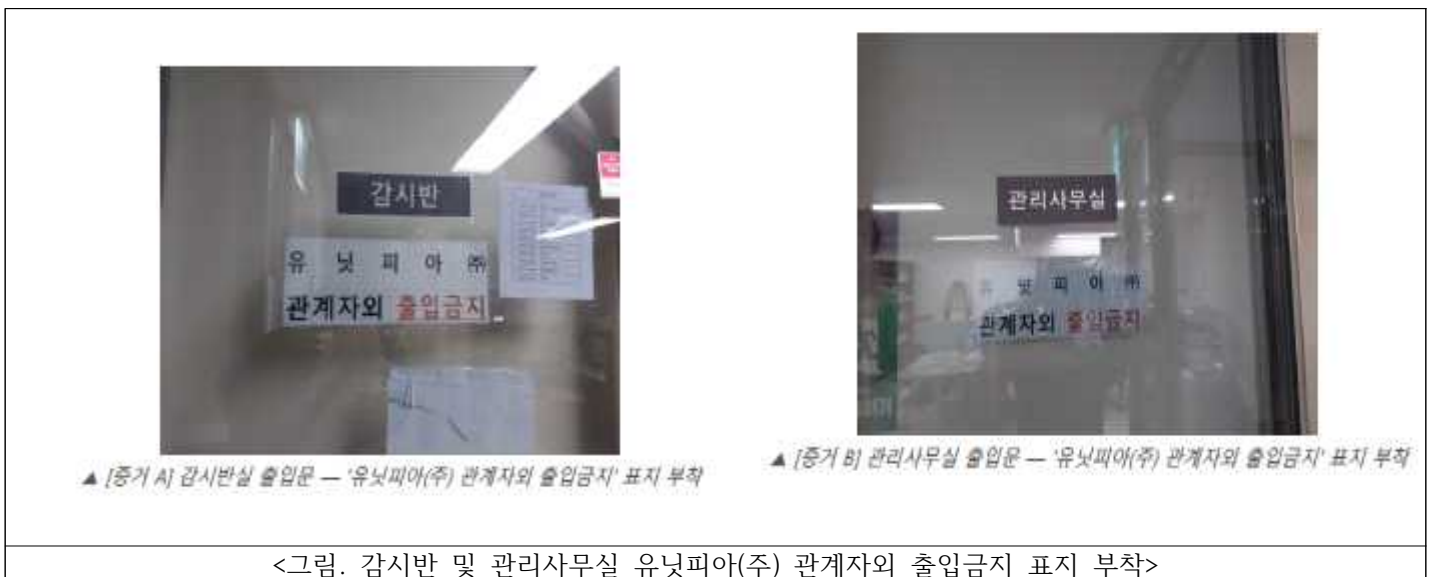 감시반
유 닛 피 아 ㈜
관계자외 출입금지
▲ [증거 A] 감시반실 출입문 — '유닛피아(주) 관계자외 출입금지' 표지 부착
관리사무실
유 닛 피 아 ㈜
관계자외 출입금지
▲ [증거 B] 관리사무실 출입문 — '유닛피아(주) 관계자외 출입금지' 표지 부착
<그림. 감시반 및 관리사무실 유닛피아(주) 관계자외 출입금지 표지 부착>